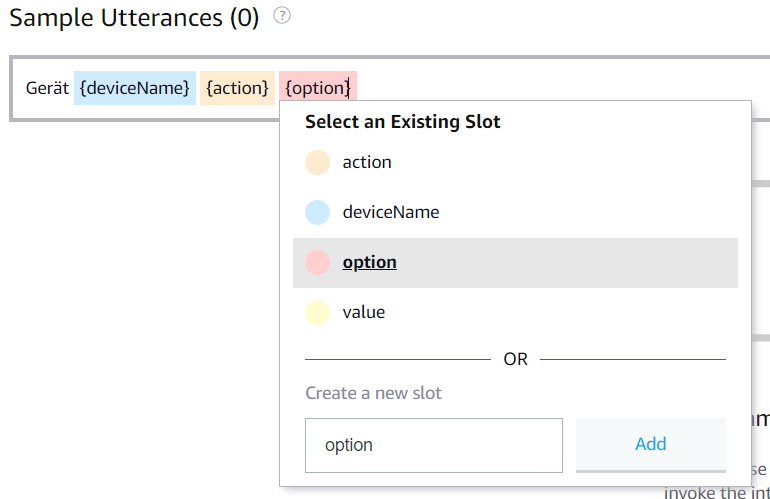 Sample Utterances (0) ?
Gerät {deviceName} {action} {option}
Select an Existing Slot
action
deviceName
option
value
OR
Create a new slot
option Add
invoke the int